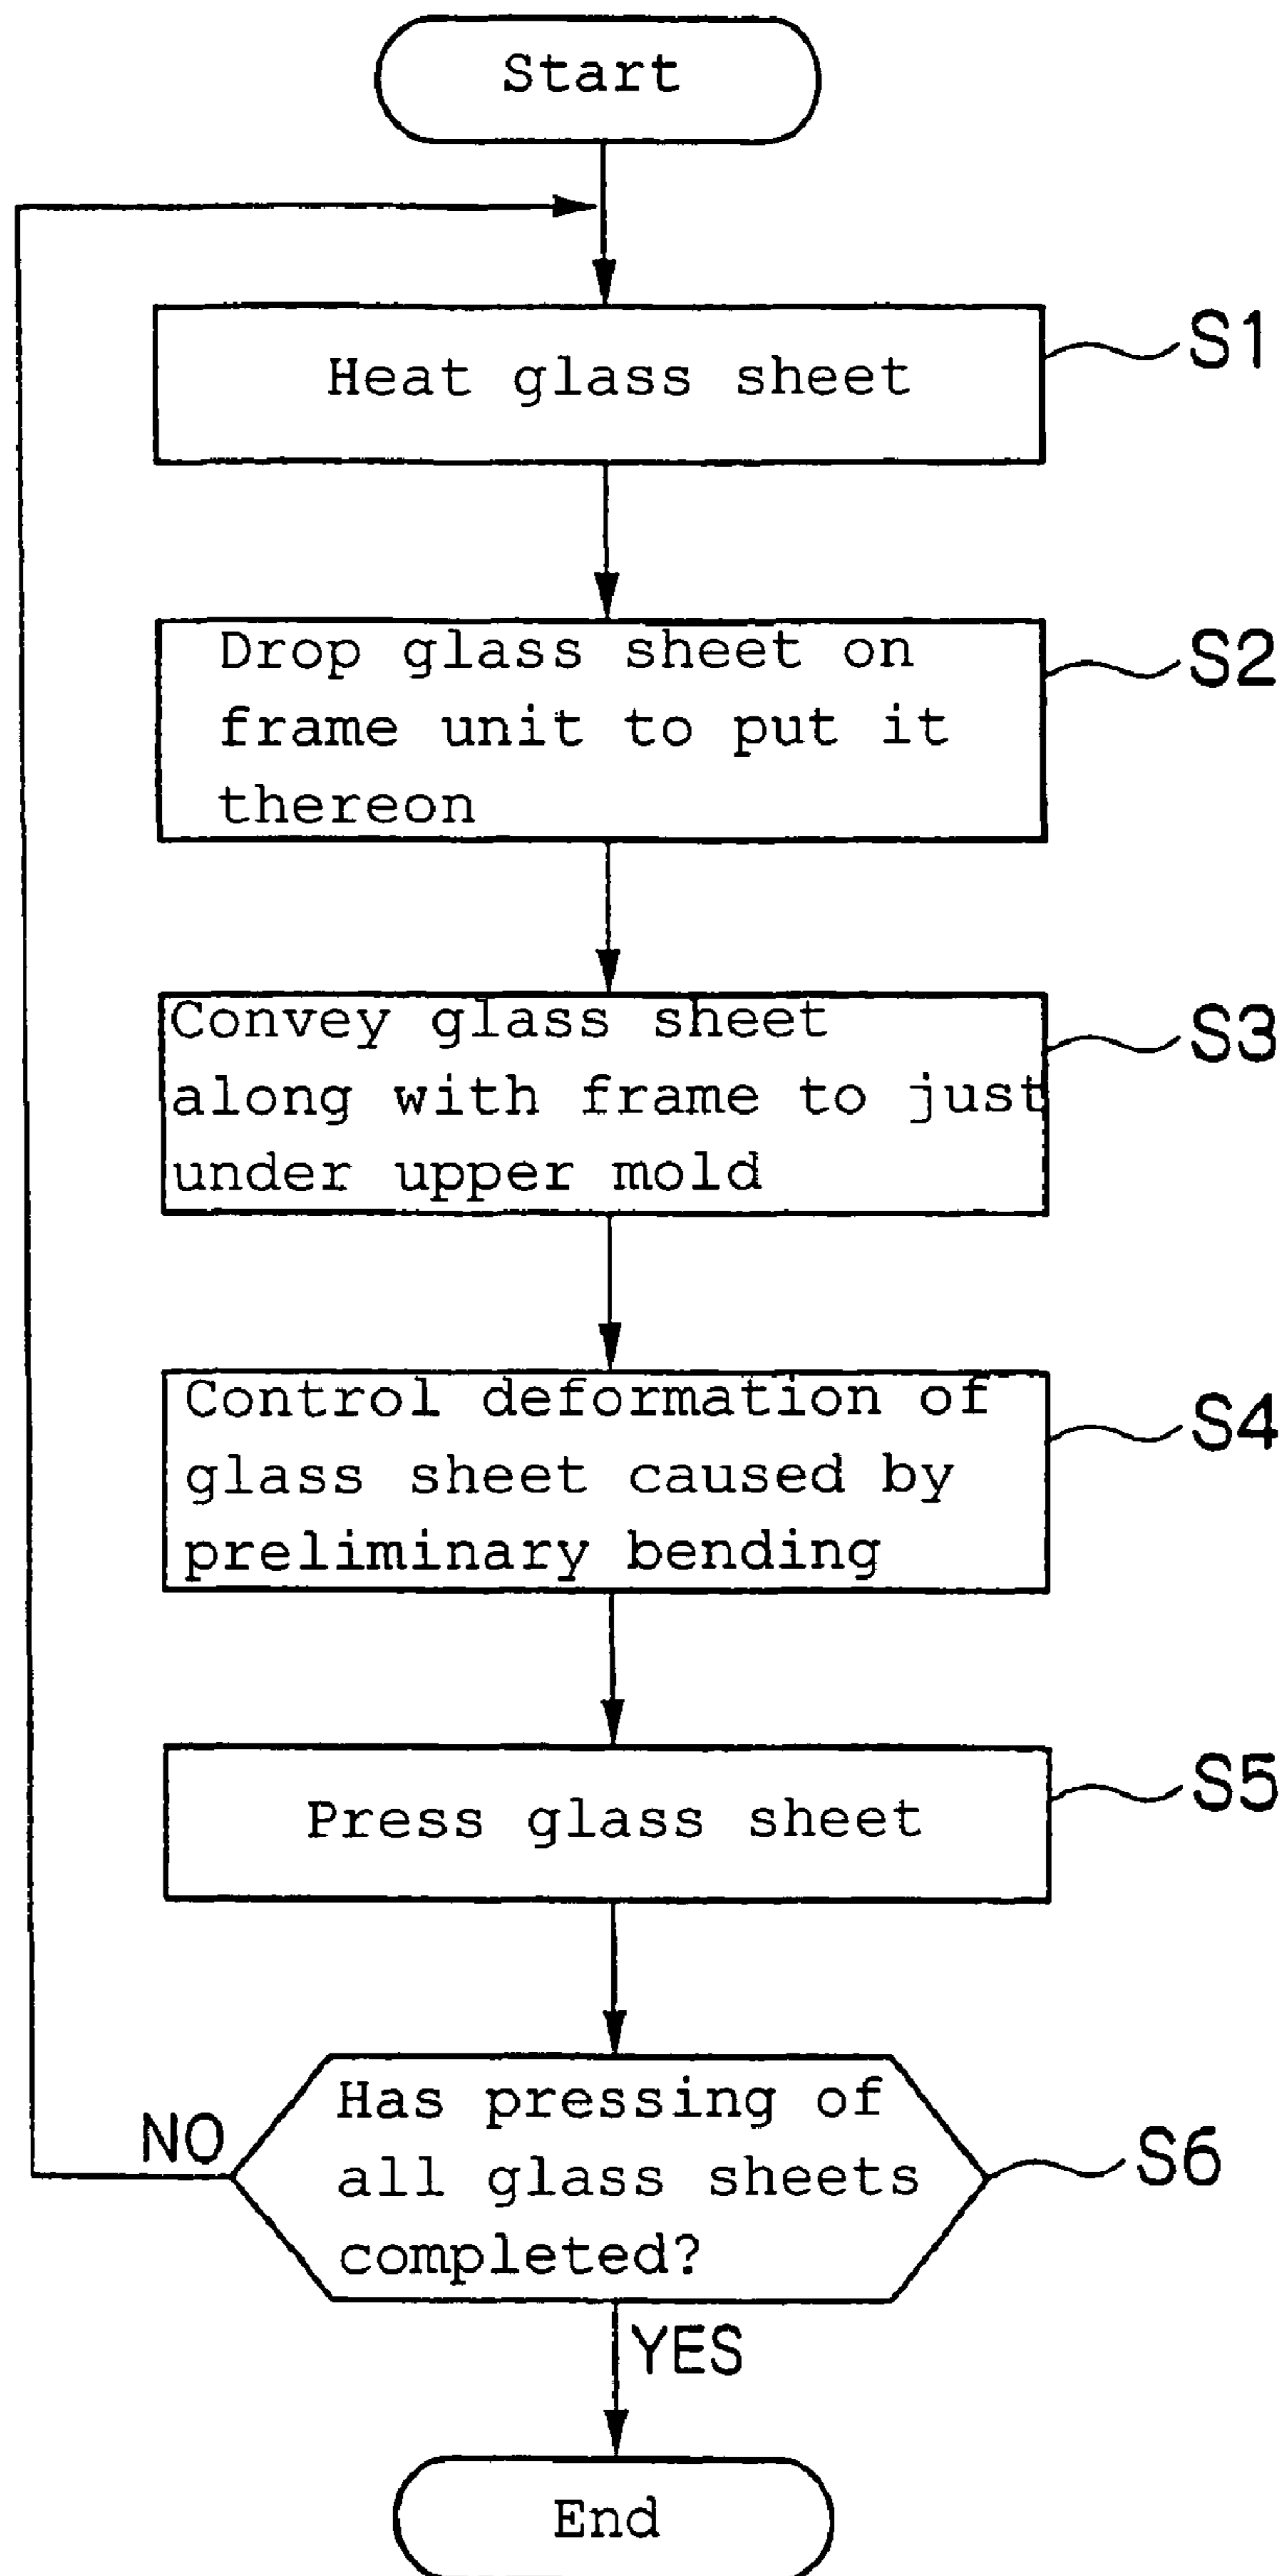 Start
Heat glass sheet
S1
Drop glass sheet on
frame unit to put it
thereon
S2
Convey glass sheet
along with frame to just
under upper mold
S3
Control deformation of
glass sheet caused by
preliminary bending
S4
Press glass sheet
S5
Has pressing of
all glass sheets
completed?
S6
NO
YES
End